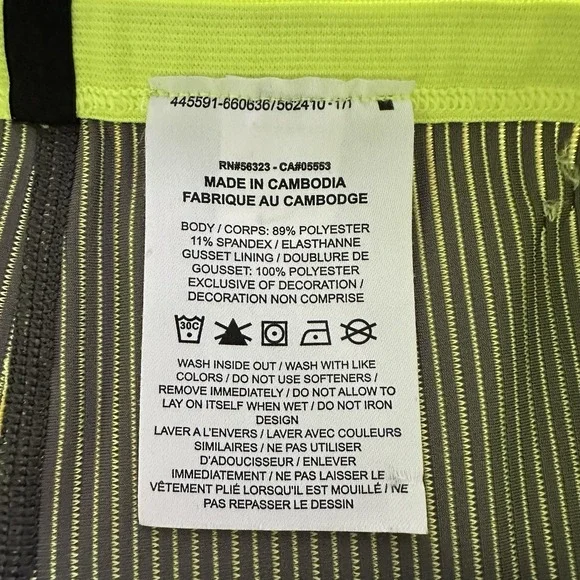 445591-660636/562410-1/1
RN#56323 - CA#05553
MADE IN CAMBODIA
FABRIQUE AU CAMBODGE
BODY / CORPS: 89% POLYESTER
11% SPANDEX / ELASTHANNE
GUSSET LINING / DOUBLURE DE
GOUSSET: 100% POLYESTER
EXCLUSIVE OF DECORATION /
DECORATION NON COMPRISE
30C
WASH INSIDE OUT / WASH WITH LIKE
COLORS / DO NOT USE SOFTENERS /
REMOVE IMMEDIATELY / DO NOT ALLOW TO
LAY ON ITSELF WHEN WET / DO NOT IRON
DESIGN
LAVER A L'ENVERS / LAVER AVEC COULEURS
SIMILAIRES / NE PAS UTILISER
D'ADOUCISSEUR / ENLEVER
IMMEDIATEMENT / NE PAS LAISSER LE
VÊTEMENT PLIÉ LORSQU'IL EST MOUILLÉ / NE
PAS REPASSER LE DESSIN